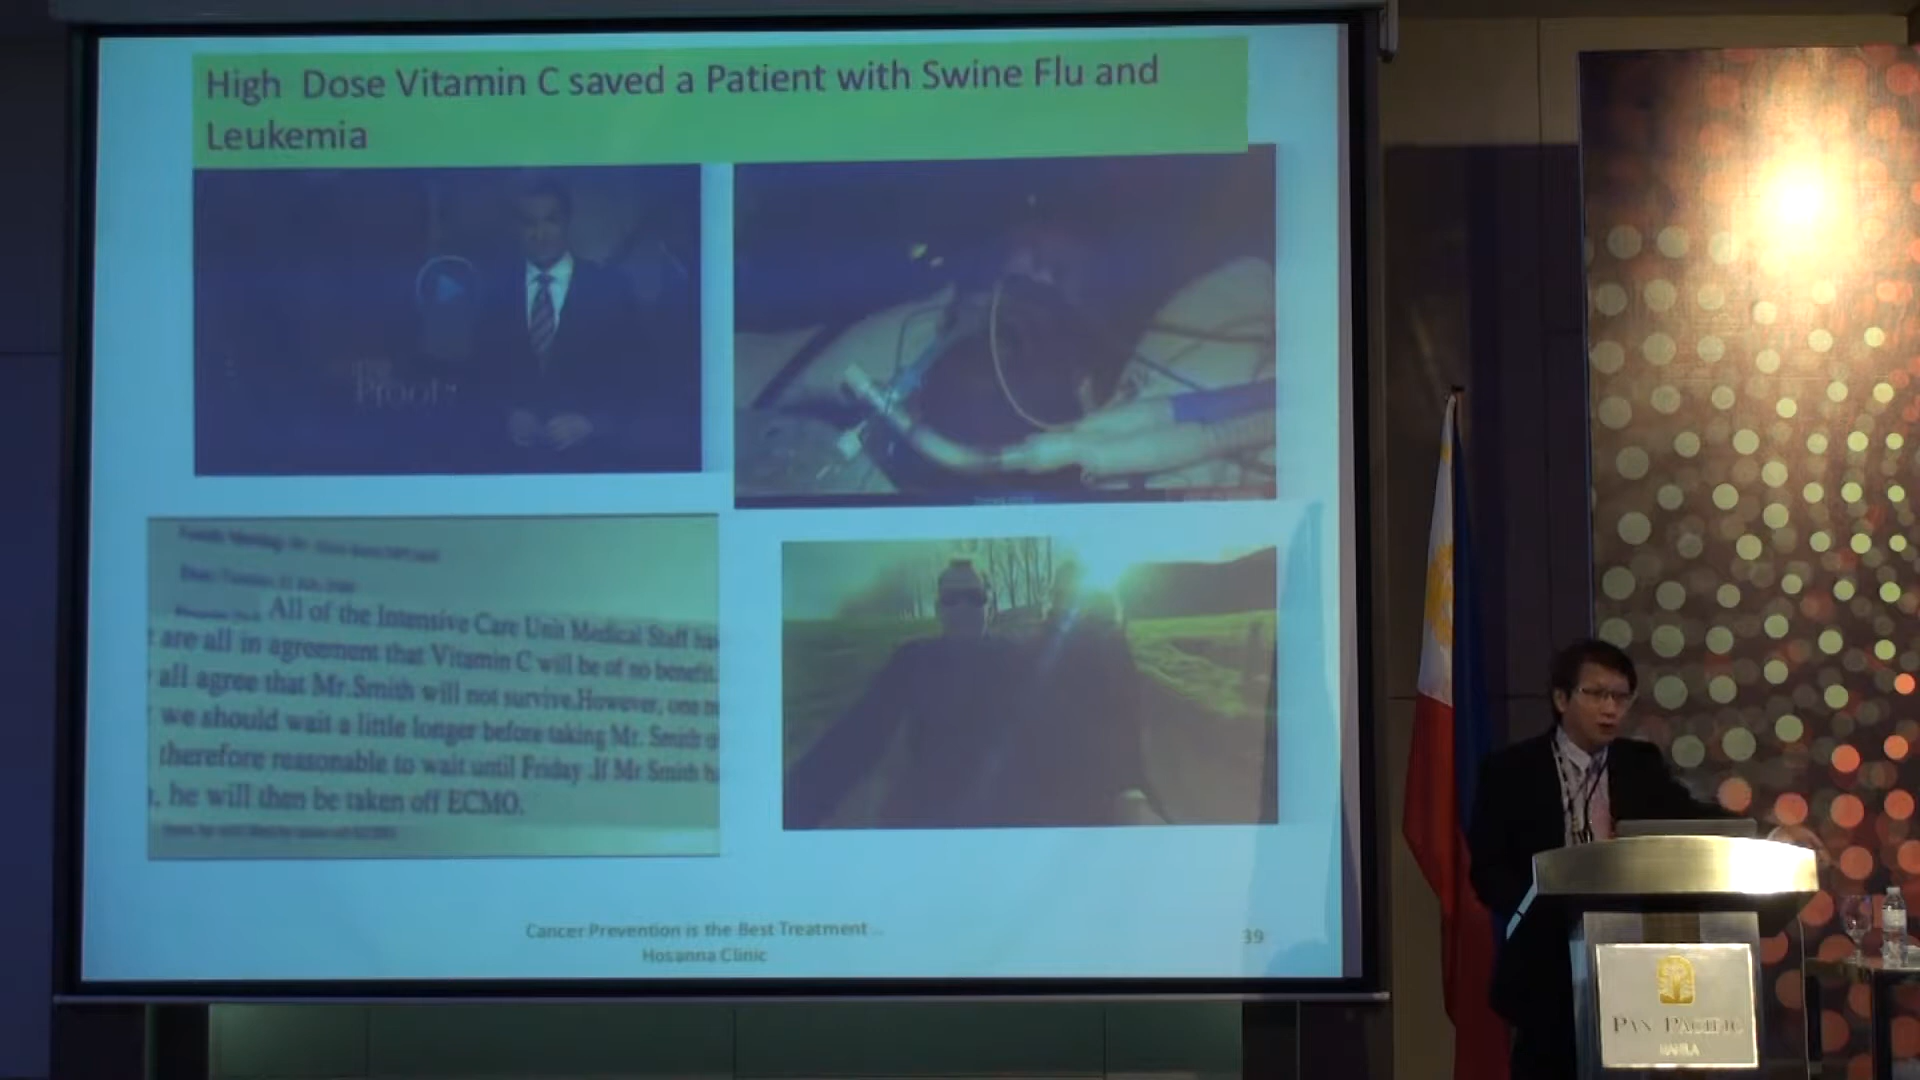 High Dose Vitamin C saved a Patient with Swine Flu and
Leukemia
Proof?
All of the Intensive Care Unit Medical Staff
are all in agreement that Vitamin C will be of no benefit.
all agree that Mr.Smith will not survive.However, one
we should wait a little longer before taking Mr. Smith
therefore reasonable to wait until Friday .If Mr Smith
, he will then be taken off ECMO.
Cancer Prevention is the Best Treatment ..
Hosanna Clinic
39
PAN PACIFIC
MANILA